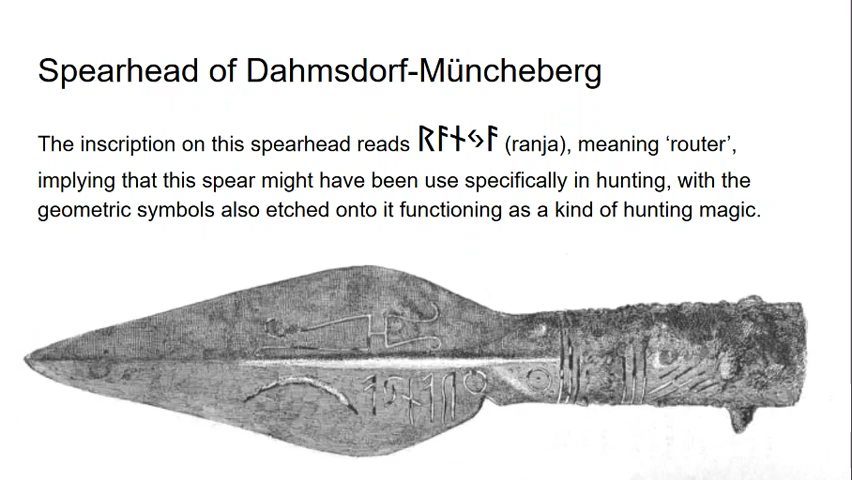 Spearhead of Dahmsdorf-Müncheberg
The inscription on this spearhead reads ᚱᚨᚾᛃᚨ (ranja), meaning ‘router’,
implying that this spear might have been use specifically in hunting, with the
geometric symbols also etched onto it functioning as a kind of hunting magic.